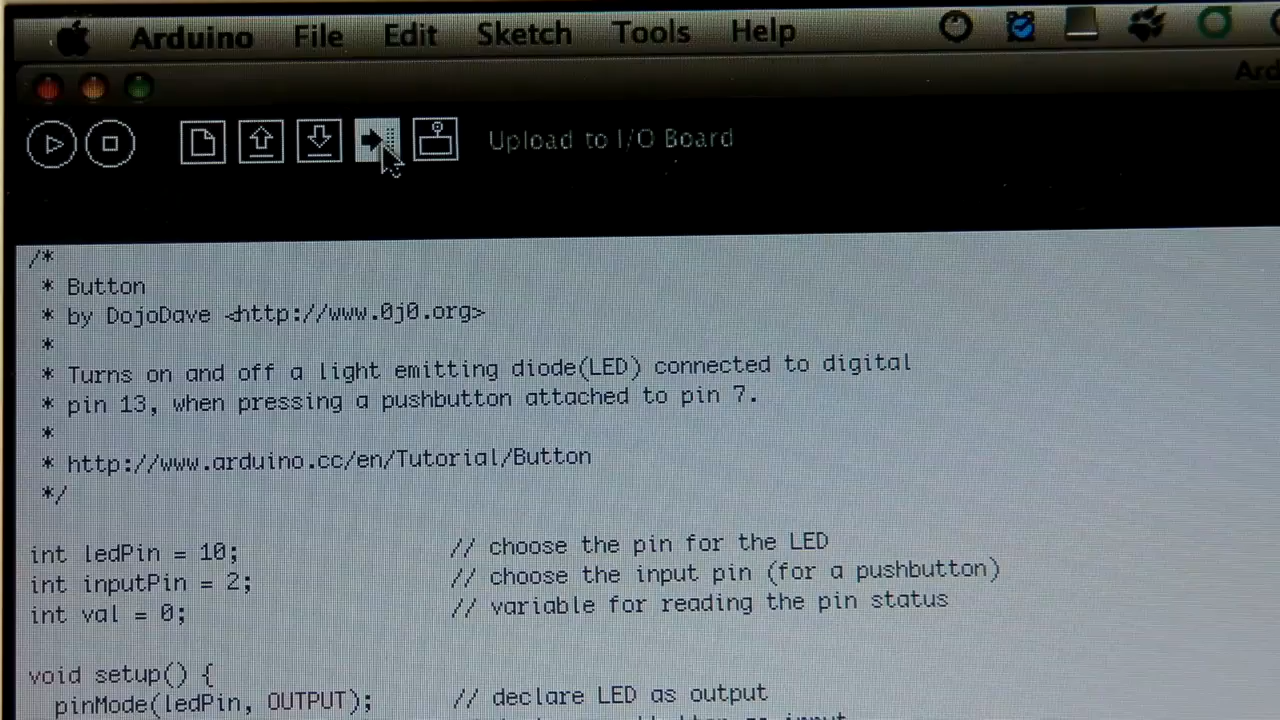 Arduino File Edit Sketch Tools Help
Upload to I/O Board
/*
* Button
* by DojoDave <http://www.0j0.org>
*
* Turns on and off a light emitting diode(LED) connected to digital
* pin 13, when pressing a pushbutton attached to pin 7.
*
* http://www.arduino.cc/en/Tutorial/Button
*/
int ledPin = 10; // choose the pin for the LED
int inputPin = 2; // choose the input pin (for a pushbutton)
int val = 0; // variable for reading the pin status
void setup() {
pinMode(ledPin, OUTPUT); // declare LED as output